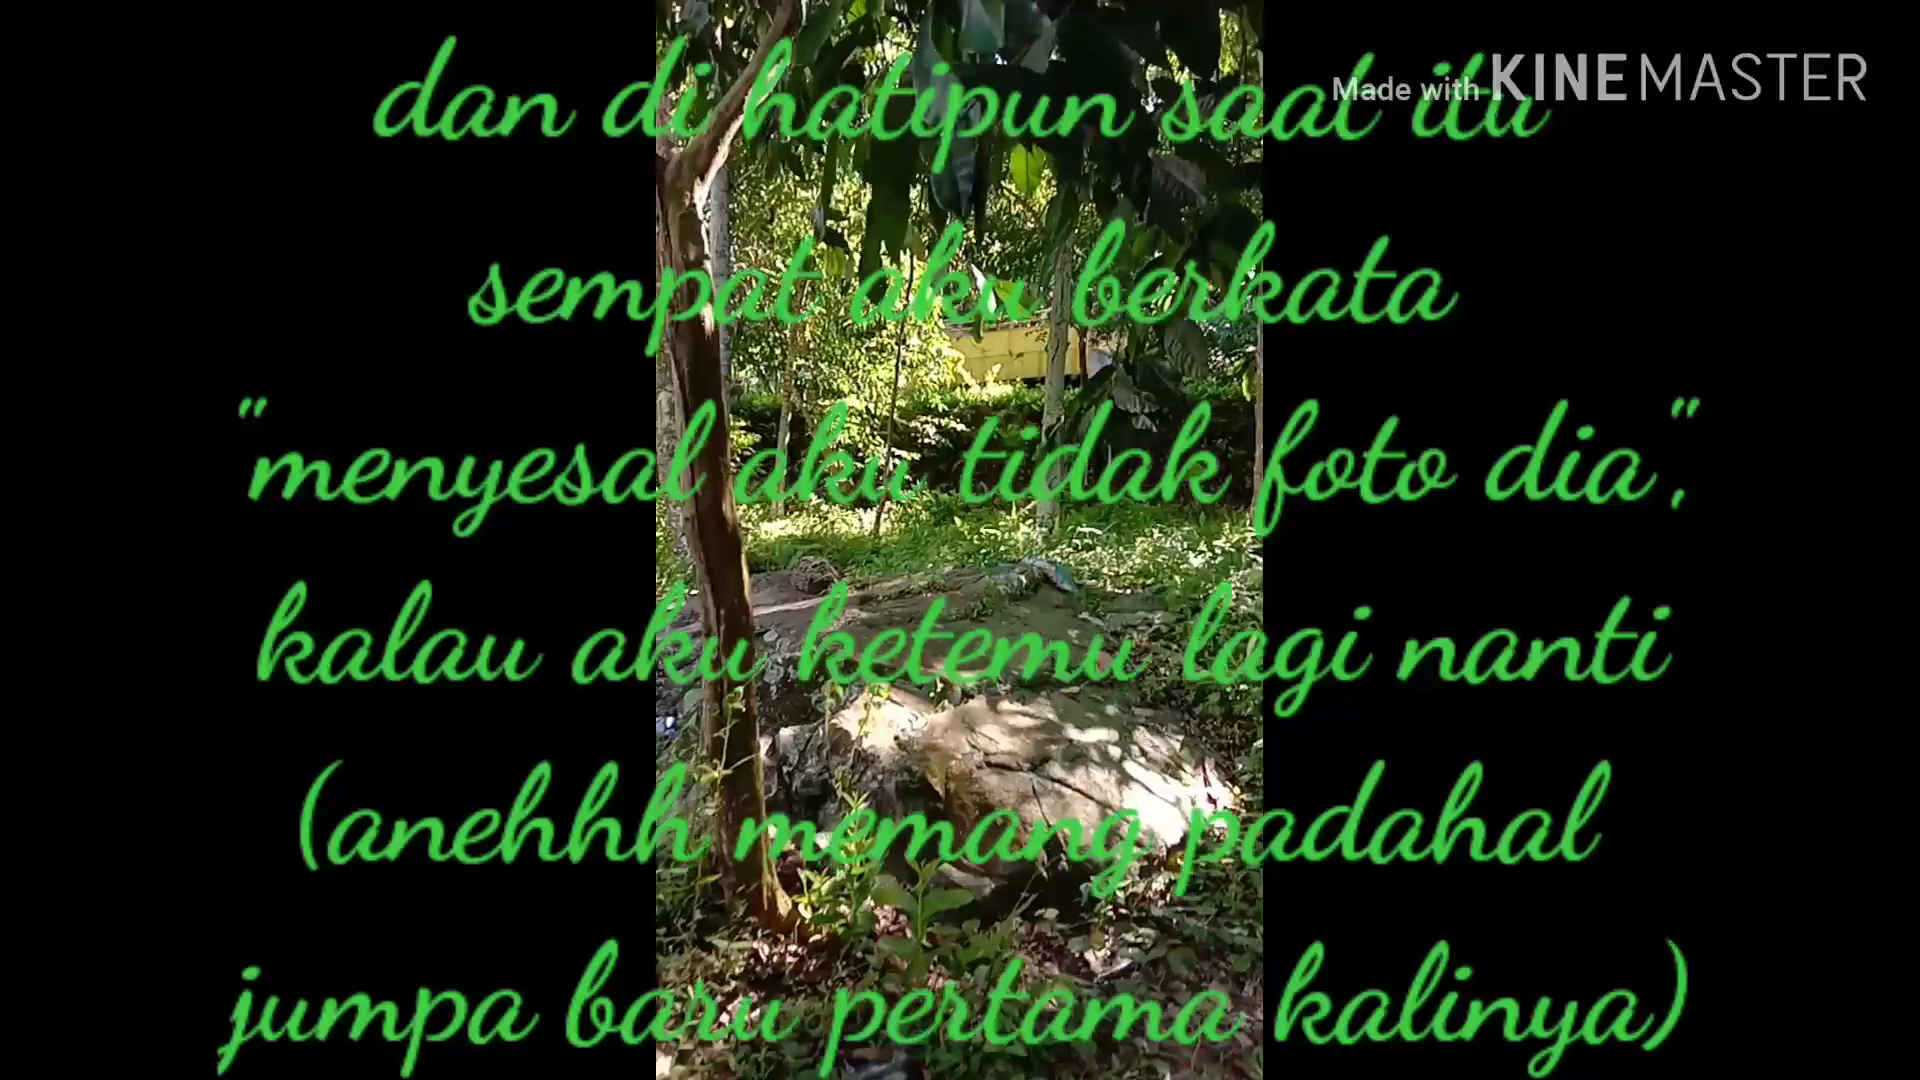 Made with KINEMASTER
dan di hatipun saat itu
sempat aku berkata
"menyesal aku tidak foto dia",
kalau aku ketemu lagi nanti
(anehhh memang padahal
jumpa baru pertama kalinya)